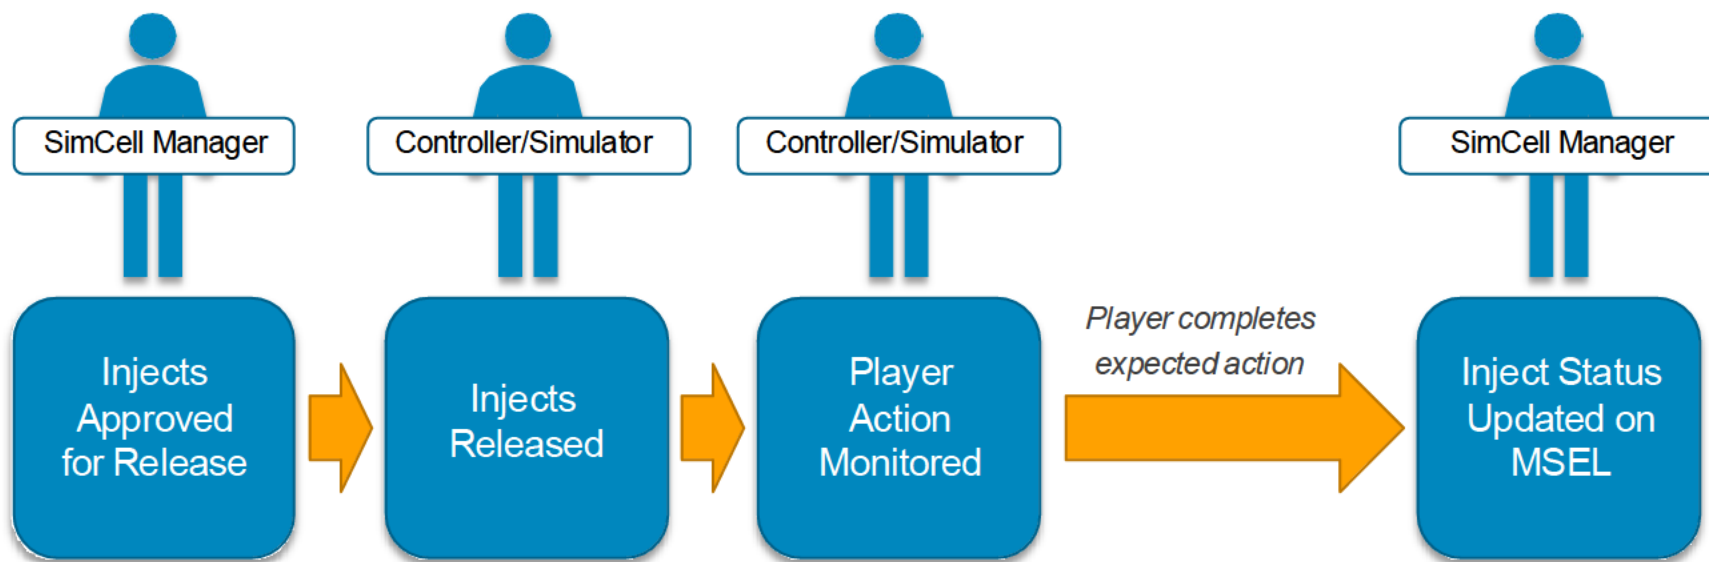 SimCell Manager
Controller/Simulator
Controller/Simulator
SimCell Manager
Injects
Approved
for Release
Injects
Released
Player
Action
Monitored
Player completes
expected action
Inject Status
Updated on
MSEL